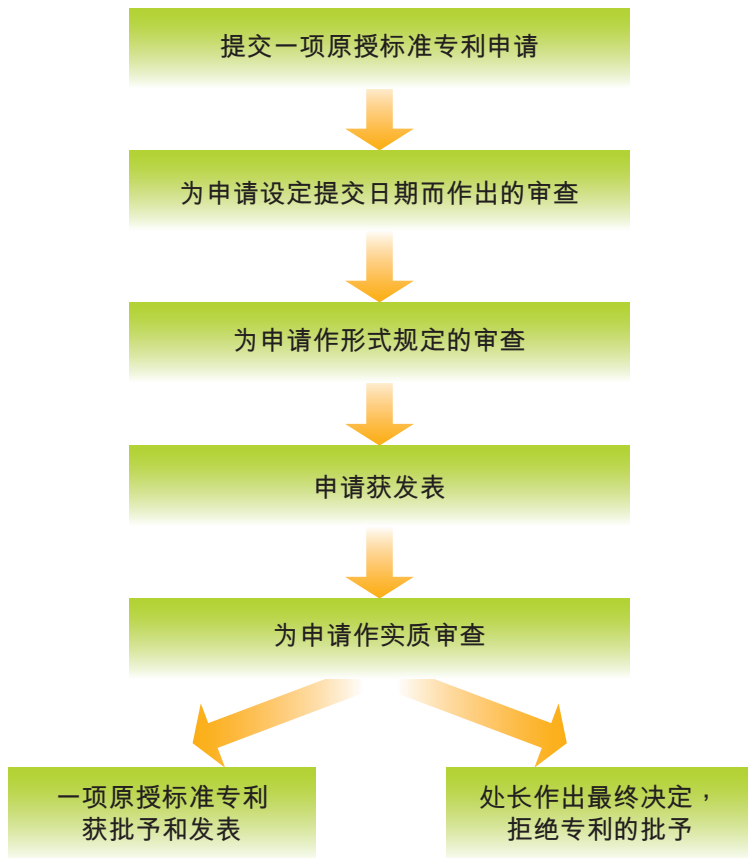 提交一项原授标准专利申请
为申请设定提交日期而作出的审查
为申请作形式规定的审查
申请获发表
为申请作实质审查
一项原授标准专利
获批予和发表
处长作出最终决定，
拒绝专利的批予